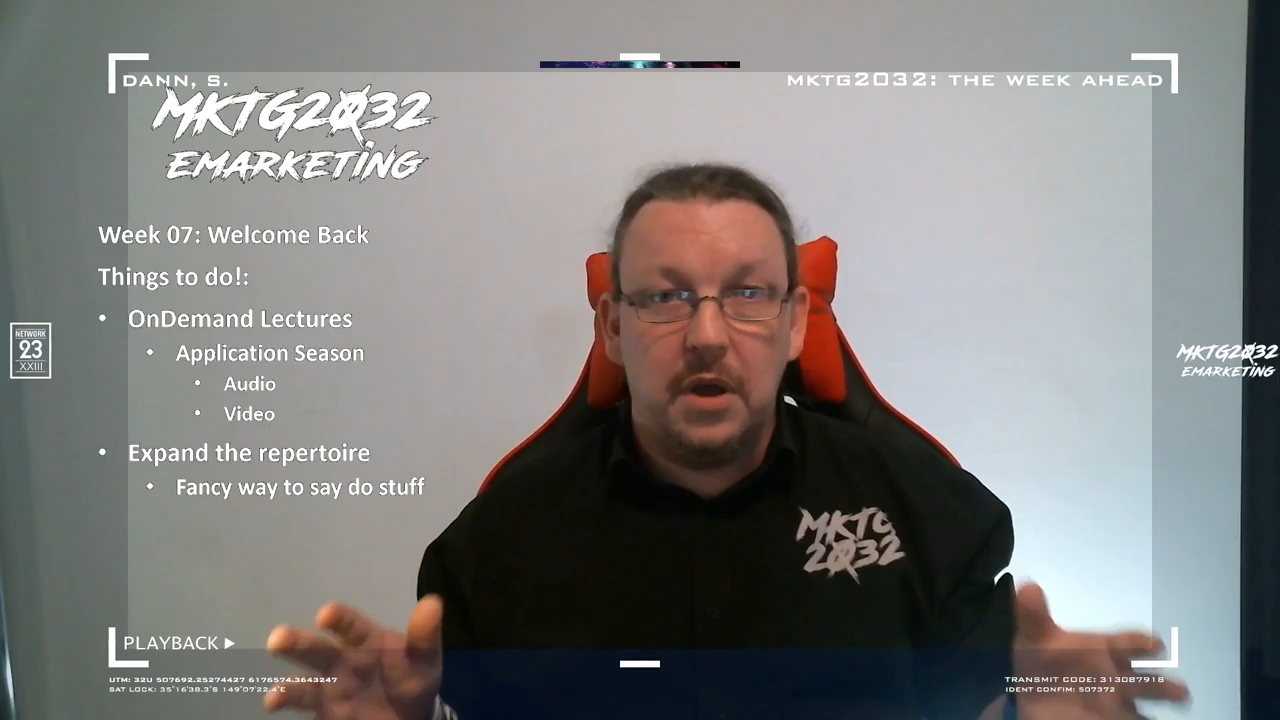 DANN, S.
MKTG2032: THE WEEK AHEAD
MKTG2032
EMARKETING
Week 07: Welcome Back
Things to do!:
• OnDemand Lectures
• Application Season
• Audio
• Video
• Expand the repertoire
• Fancy way to say do stuff
NETWORK
23
XXIII
MKTG2032
EMARKETING
MKTG
2032
PLAYBACK
UTM: 32U 507692.25274427 6176574.3643247
SAT LOCK: 35°16'38.3"S 149°07'22.4"E
TRANSMIT CODE: 313087918
IDENT CONFIM: 507372